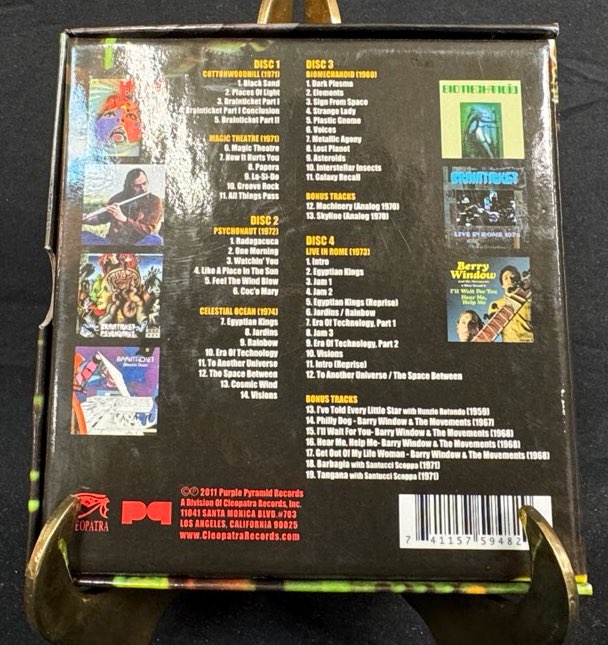 DISC 1
COTTONWOODHILL (1971)
1. Black Sand
2. Places Of Light
3. Brainticket Part I
4. Brainticket Part I Conclusion
5. Brainticket Part II
MAGIC THEATRE (1971)
6. Magic Theatre
7. How It Hurts You
8. Papera
9. La-Si-Do
10. Groove Rock
11. All Things Pass
DISC 2
PSYCHONAUT (1972)
1. Radagacuca
2. One Morning
3. Watchin' You
4. Like A Place In The Sun
5. Feel The Wind Blow
6. Coc'o Mary
CELESTIAL OCEAN (1974)
7. Egyptian Kings
8. Jardins
9. Rainbow
10. Era Of Technology
11. To Another Universe
12. The Space Between
13. Cosmic Wind
14. Visions
DISC 3
BIOMECHANOID (1980)
1. Dark Plasma
2. Elements
3. Sign From Space
4. Strange Lady
5. Plastic Gnome
6. Voices
7. Metallic Agony
8. Lost Planet
9. Asteroids
10. Interstellar Insects
11. Galaxy Recall
BONUS TRACKS
12. Machinery (Analog 1970)
13. Skyline (Analog 1970)
DISC 4
LIVE IN ROME (1973)
1. Intro
2. Egyptian Kings
3. Jam 1
4. Jam 2
5. Egyptian Kings (Reprise)
6. Jardins / Rainbow
7. Era Of Technology, Part 1
8. Jam 3
9. Era Of Technology, Part 2
10. Visions
11. Intro (Reprise)
12. To Another Universe / The Space Between
BONUS TRACKS
13. I've Told Every Little Star with Nunzio Rotondo (1959)
14. Philly Dog - Barry Window & The Movements (1967)
15. I'll Wait For You- Barry Window & The Movements (1968)
16. Hear Me, Help Me- Barry Window & The Movements (1968)
17. Get Out Of My Life Woman - Barry Window & The Movements (1968)
18. Barbagia with Santucci Scoppa (1971)
19. Tangana with Santucci Scoppa (1971)
BIOMECHANOID
BRAINTICKET
LIVE IN ROME 1973
Berry
Window
I'll Wait For You
Hear Me,
Help Me
BRAINTICKET
EOPATRA
©℗ 2011 Purple Pyramid Records
A Division Of Cleopatra Records, Inc.
11041 SANTA MONICA BLVD. #703
LOS ANGELES, CALIFORNIA 90025
www.CleopatraRecords.com
7 41157 59482